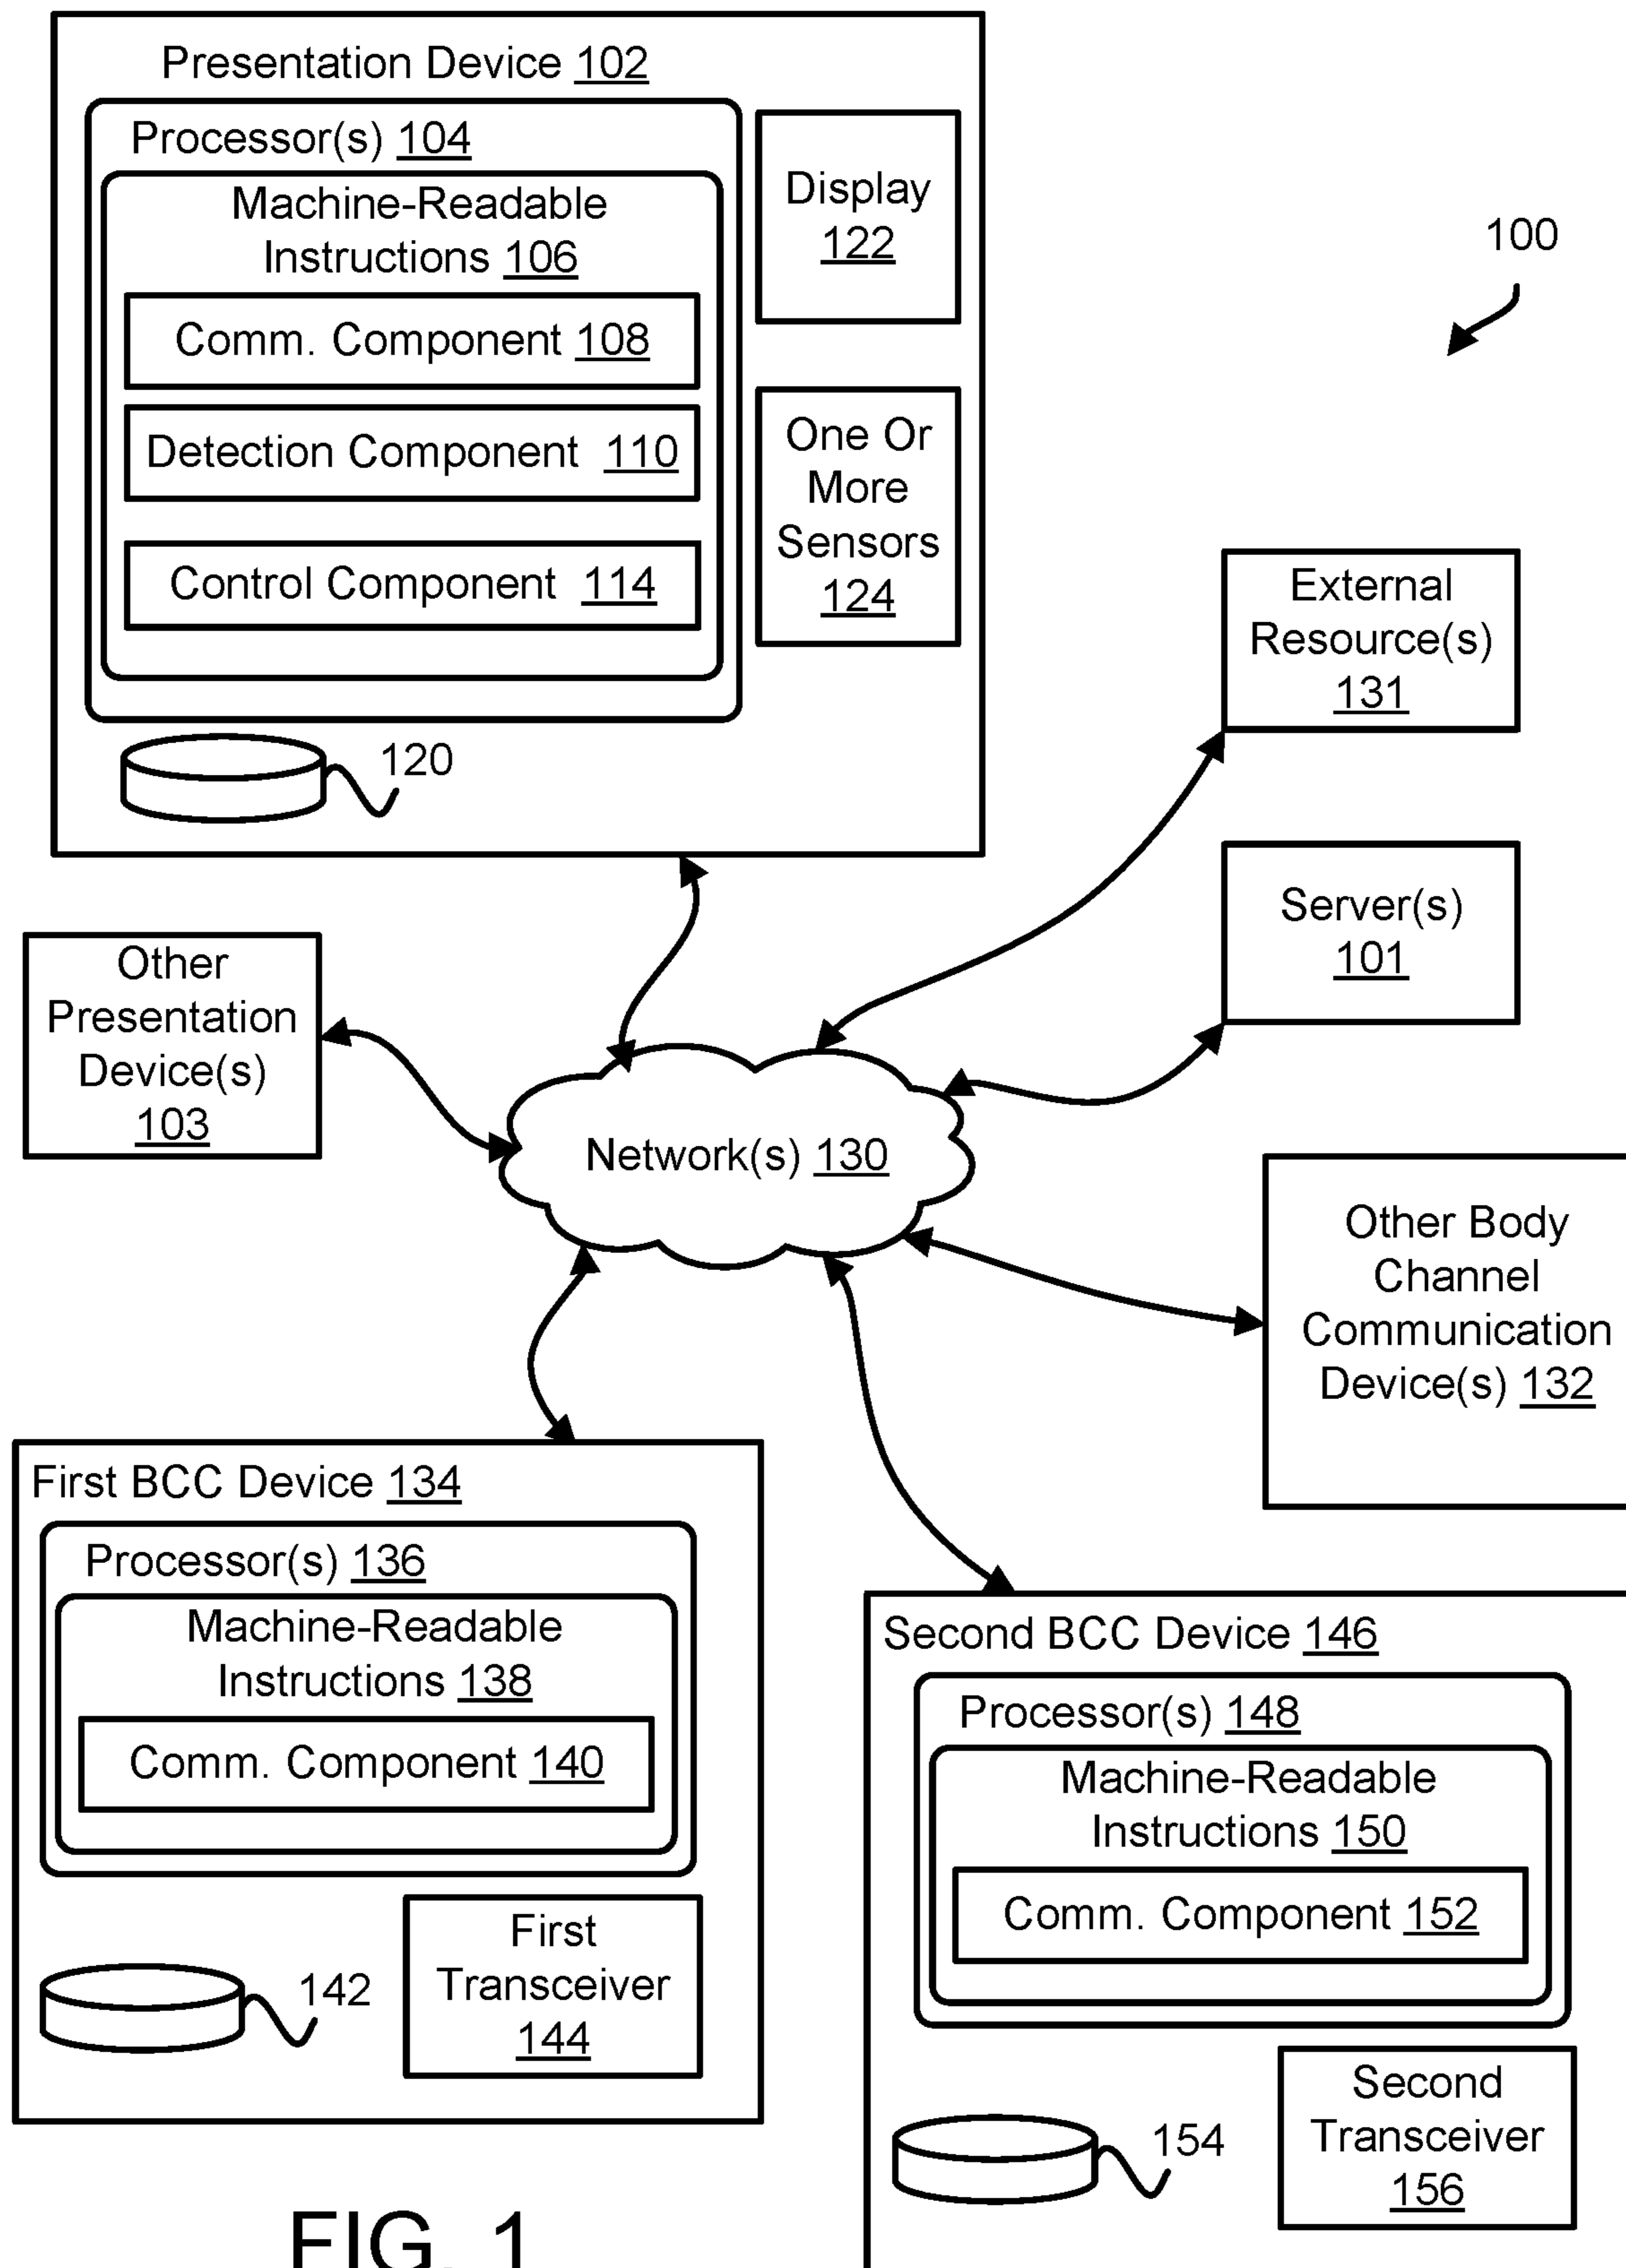 Presentation Device 102
Processor(s) 104
Machine-Readable
Instructions 106
Comm. Component 108
Detection Component 110
Control Component 114
120
Display
122
One Or
More
Sensors
124
100
External
Resource(s)
131
Server(s)
101
Other
Presentation
Device(s)
103
Network(s) 130
Other Body
Channel
Communication
Device(s) 132
First BCC Device 134
Processor(s) 136
Machine-Readable
Instructions 138
Comm. Component 140
142
First
Transceiver
144
Second BCC Device 146
Processor(s) 148
Machine-Readable
Instructions 150
Comm. Component 152
154
Second
Transceiver
156
FIG. 1